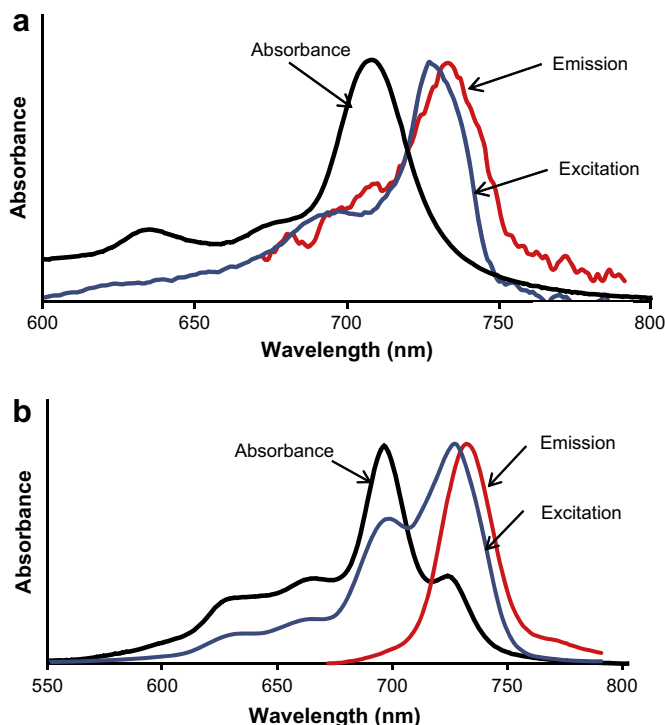 a
Absorbance
Emission
Excitation
Absorbance
600 650 700 750 800
Wavelength (nm)
b
Absorbance
Emission
Excitation
Absorbance
550 600 650 700 750 800
Wavelength (nm)